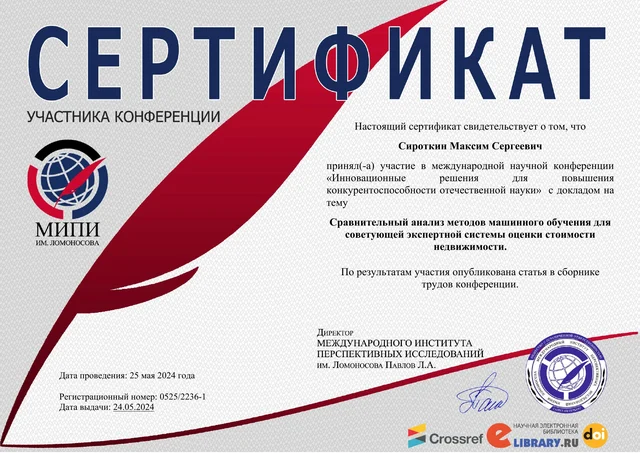 СЕРТИФИКАТ
УЧАСТНИКА КОНФЕРЕНЦИИ
МИПИ
ИМ. ЛОМОНОСОВА
Настоящий сертификат свидетельствует о том, что
Сироткин Максим Сергеевич
принял(-а) участие в международной научной конференции
«Инновационные решения для повышения
конкурентоспособности отечественной науки» с докладом на
тему
Сравнительный анализ методов машинного обучения для
советующей экспертной системы оценки стоимости
недвижимости.
По результатам участия опубликована статья в сборнике
трудов конференции.
Директор
МЕЖДУНАРОДНОГО ИНСТИТУТА
ПЕРСПЕКТИВНЫХ ИССЛЕДОВАНИЙ
им. Ломоносова Павлов Л.А.
Дата проведения: 25 мая 2024 года
Регистрационный номер: 0525/2236-1
Дата выдачи: 24.05.2024
Crossref
НАУЧНАЯ ЭЛЕКТРОННАЯ
БИБЛИОТЕКА
LIBRARY.RU
doi